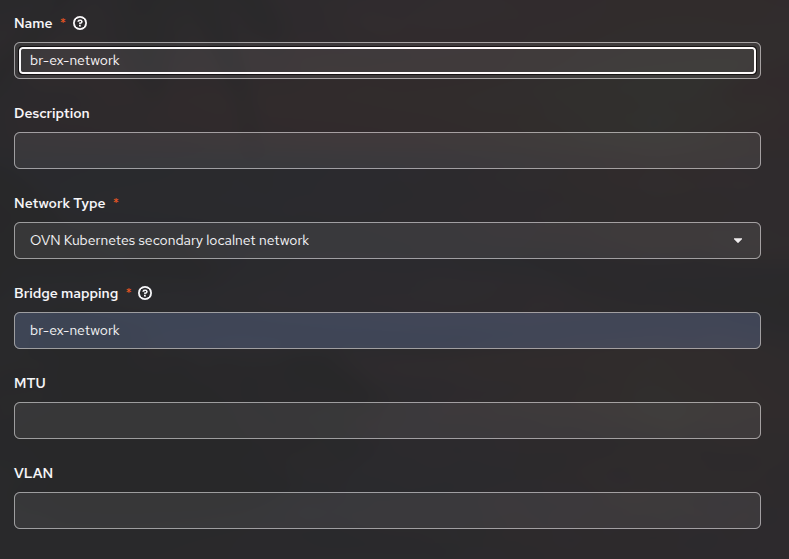 Name *
br-ex-network
Description
Network Type *
OVN Kubernetes secondary localnet network
Bridge mapping *
br-ex-network
MTU
VLAN